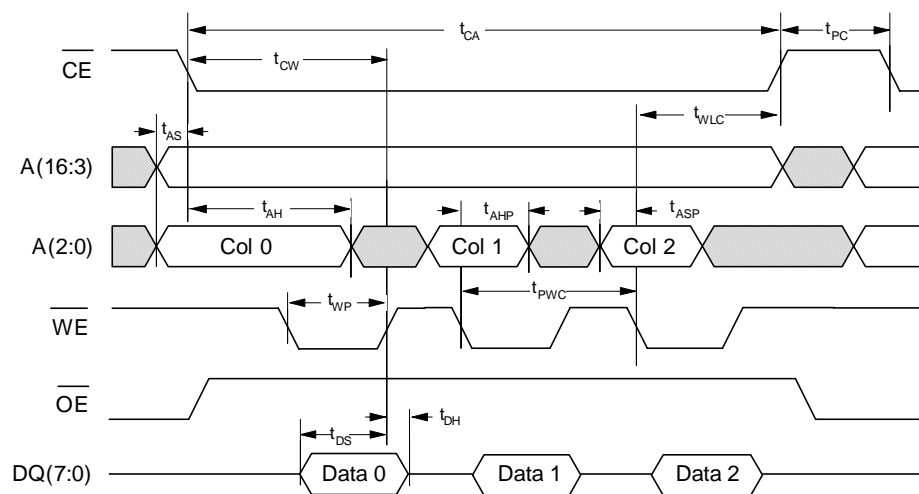 tCA
tPC
CE
tCW
tWLC
tAS
A(16:3)
tAH
tAHP
tASP
A(2:0)
Col 0
Col 1
Col 2
tWP
tPWC
WE
OE
tDS
tDH
DQ(7:0)
Data 0
Data 1
Data 2